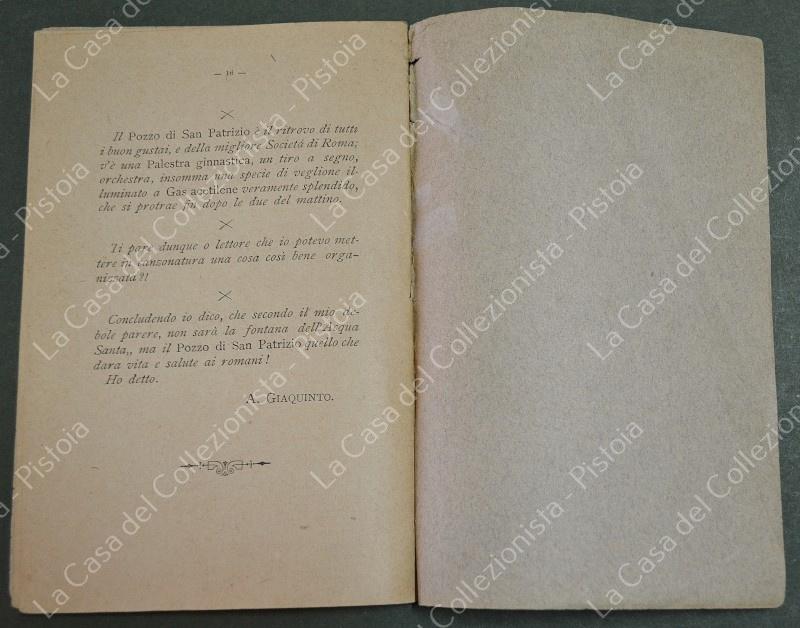 — 16 —
Il Pozzo di San Patrizio è il ritrovo di tutti
i buon gustai, e della migliore Società di Roma;
v'è una Palestra ginnastica, un tiro a segno,
orchestra, insomma una specie di veglione il-
luminato a Gas acetilene veramente splendido,
che si protrae fin dopo le due del mattino.
Ti pare dunque o lettore che io potevo met-
tere in canzonatura una cosa così bene orga-
nizzata?!
Concludendo io dico, che secondo il mio de-
bole parere, non sarà la fontana dell'Acqua
Santa,, ma il Pozzo di San Patrizio quello che
dara vita e salute ai romani!
Ho detto.
A. GIAQUINTO.
La Casa del Collezionista - Pistoia